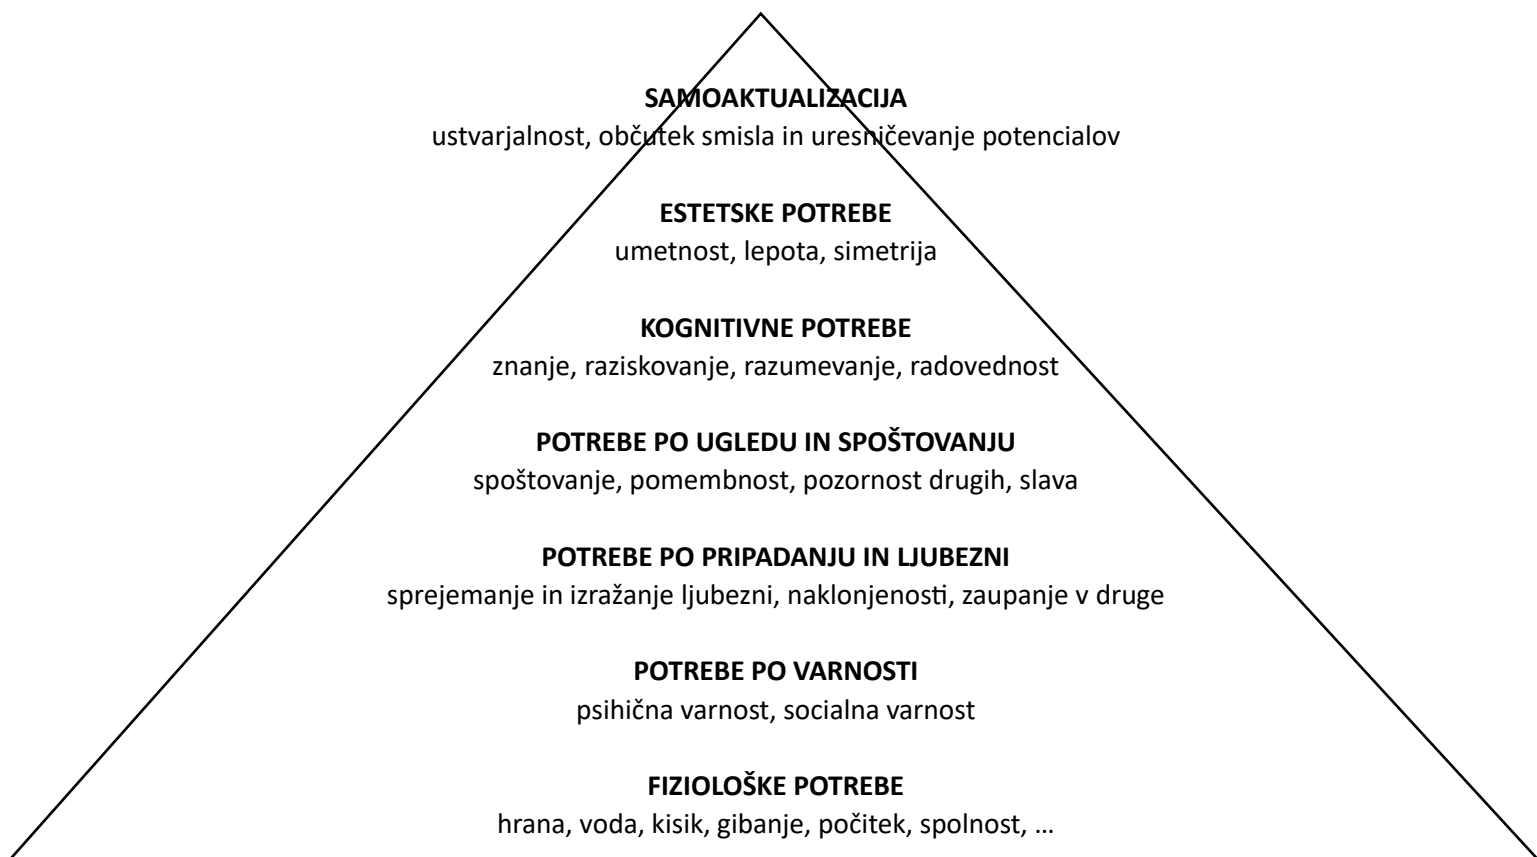 SAMOAKTUALIZACIJA
ustvarjalnost, občutek smisla in uresničevanje potencialov
ESTETSKE POTREBE
umetnost, lepota, simetrija
KOGNITIVNE POTREBE
znanje, raziskovanje, razumevanje, radovednost
POTREBE PO UGLEDU IN SPOŠTOVANJU
spoštovanje, pomembnost, pozornost drugih, slava
POTREBE PO PRIPADANJU IN LJUBEZNI
sprejemanje in izražanje ljubezni, naklonjenosti, zaupanje v druge
POTREBE PO VARNOSTI
psihična varnost, socialna varnost
FIZIOLOŠKE POTREBE
hrana, voda, kisik, gibanje, počitek, spolnost, ...